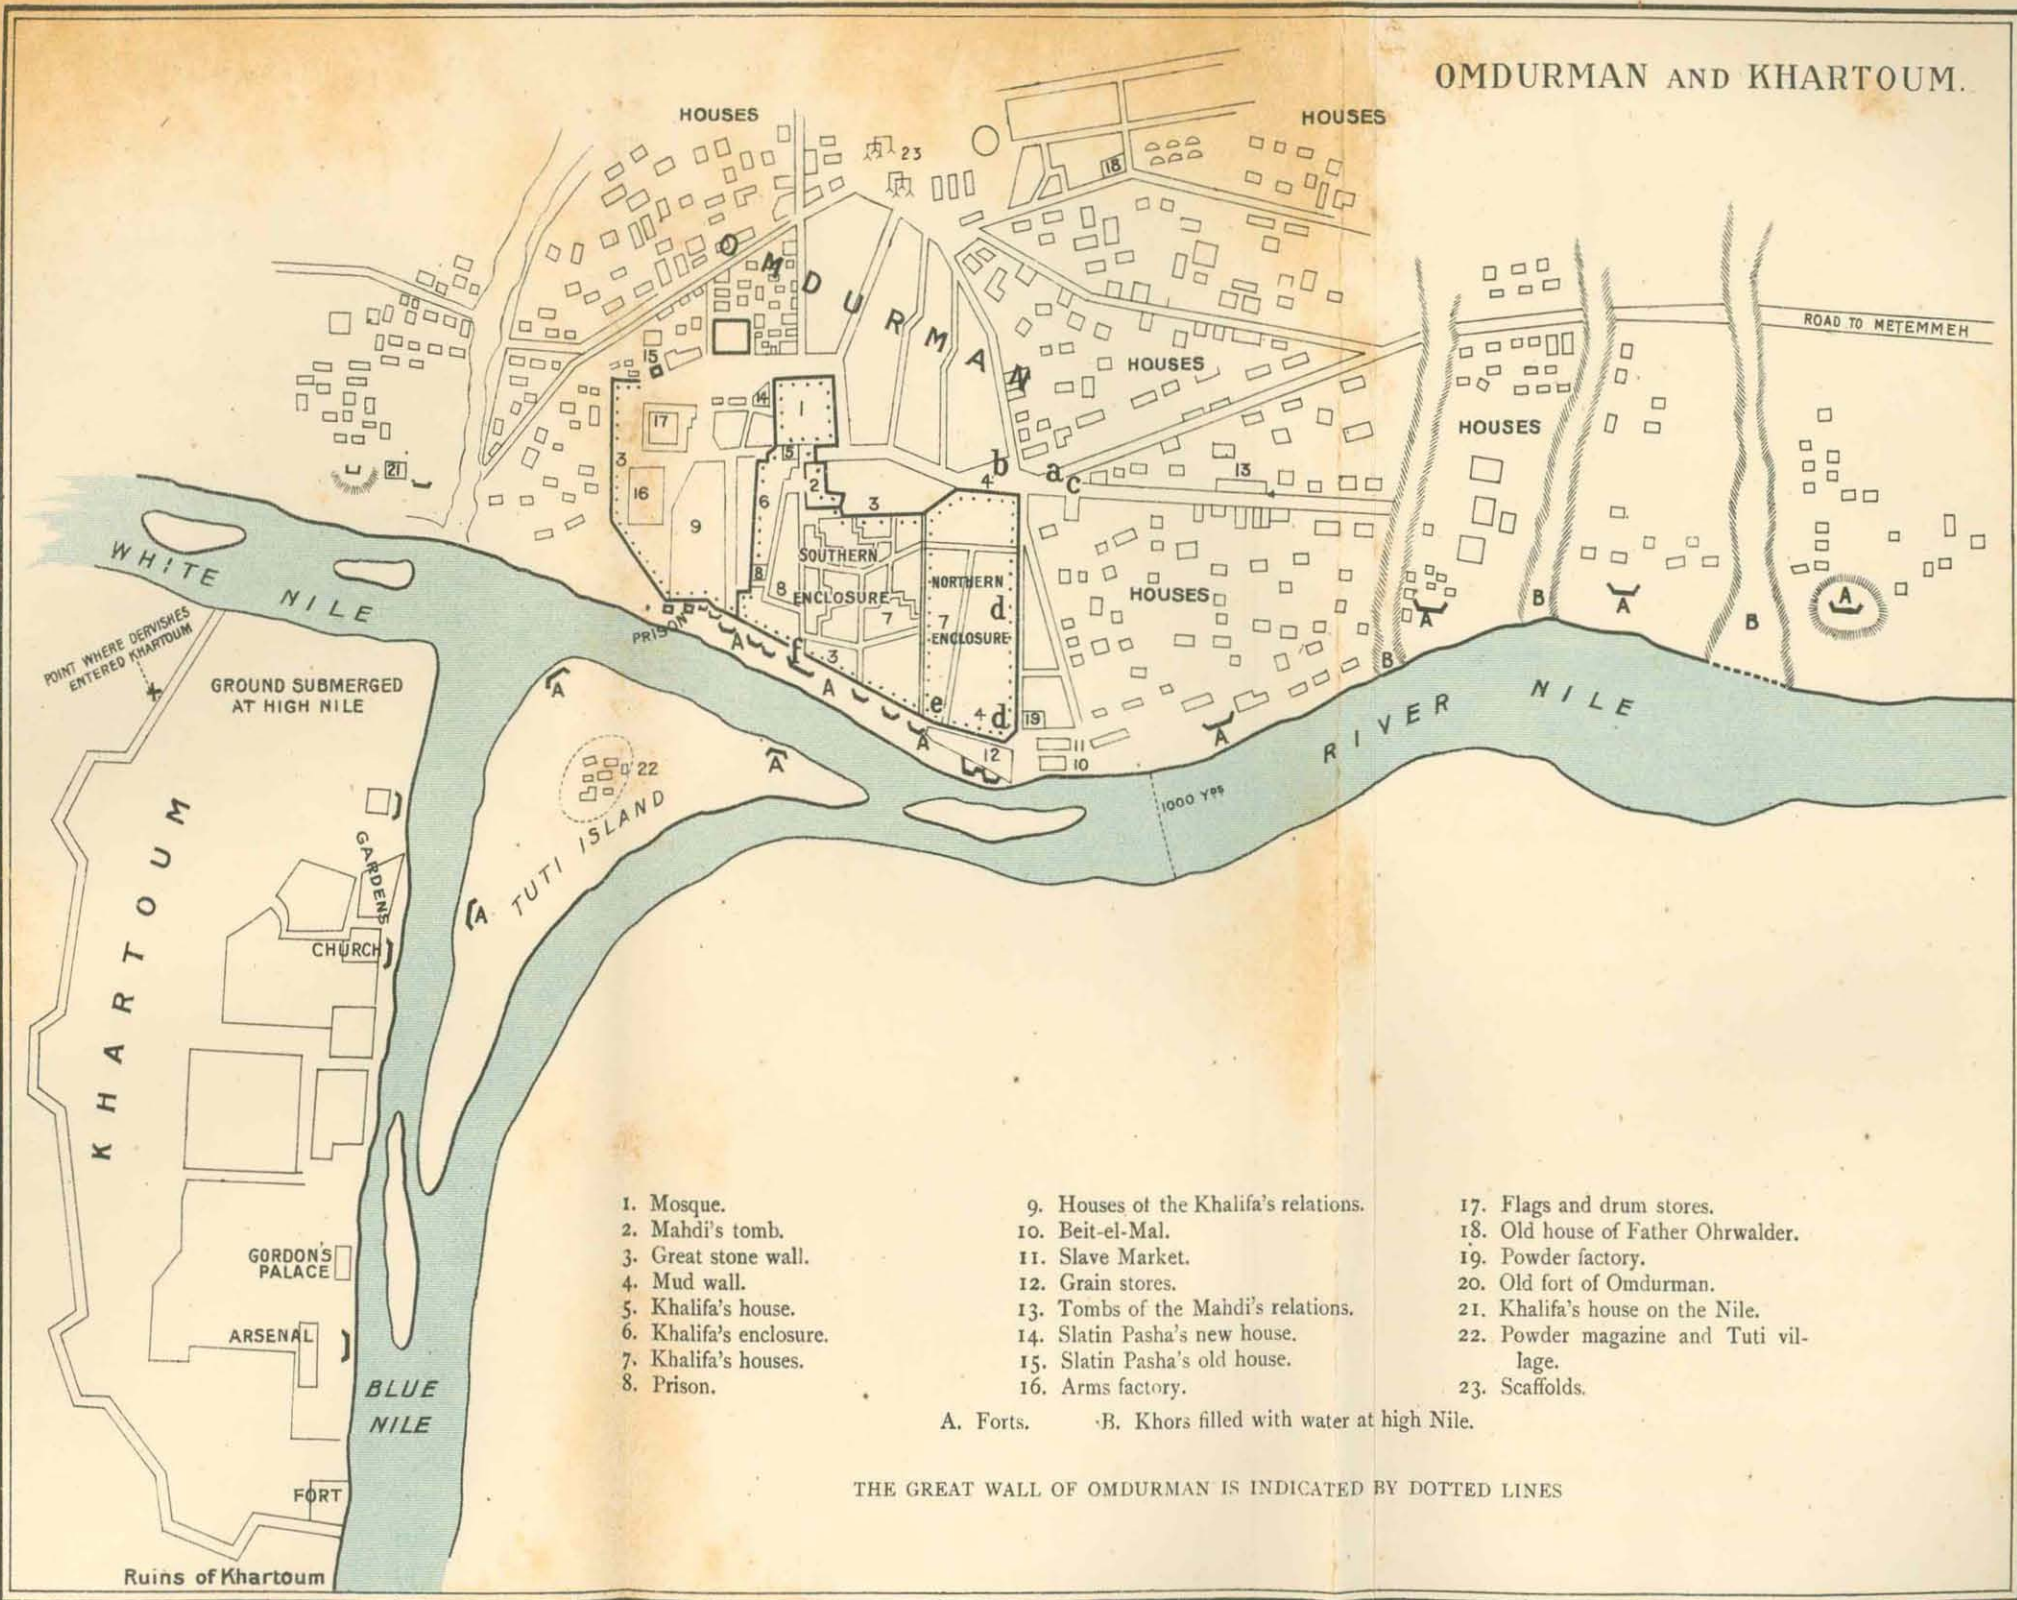 OMDURMAN AND KHARTOUM.
HOUSES
HOUSES
23
18
OMDURMAN
ROAD TO METEMMEH
15
HOUSES
14
1
17
HOUSES
21
3
5
b
a
c
13
4
16
6
2
3
9
SOUTHERN
ENCLOSURE
NORTHERN
ENCLOSURE
WHITE NILE
8
8
7
7
d
HOUSES
B
A
A
B
A
B
PRISON
A
f
3
POINT WHERE DERVISHES
ENTERED KHARTOUM
GROUND SUBMERGED
AT HIGH NILE
A
A
e
4
d
19
A
RIVER NILE
A
12
11
10
A
22
1000 YDS
TUTI ISLAND
A
KHARTOUM
GARDENS
CHURCH
GORDON'S
PALACE
ARSENAL
BLUE
NILE
FORT
Ruins of Khartoum
1. Mosque.
2. Mahdi's tomb.
3. Great stone wall.
4. Mud wall.
5. Khalifa's house.
6. Khalifa's enclosure.
7. Khalifa's houses.
8. Prison.
9. Houses of the Khalifa's relations.
10. Beit-el-Mal.
11. Slave Market.
12. Grain stores.
13. Tombs of the Mahdi's relations.
14. Slatin Pasha's new house.
15. Slatin Pasha's old house.
16. Arms factory.
17. Flags and drum stores.
18. Old house of Father Ohrwalder.
19. Powder factory.
20. Old fort of Omdurman.
21. Khalifa's house on the Nile.
22. Powder magazine and Tuti vil-
lage.
23. Scaffolds.
A. Forts. B. Khors filled with water at high Nile.
THE GREAT WALL OF OMDURMAN IS INDICATED BY DOTTED LINES